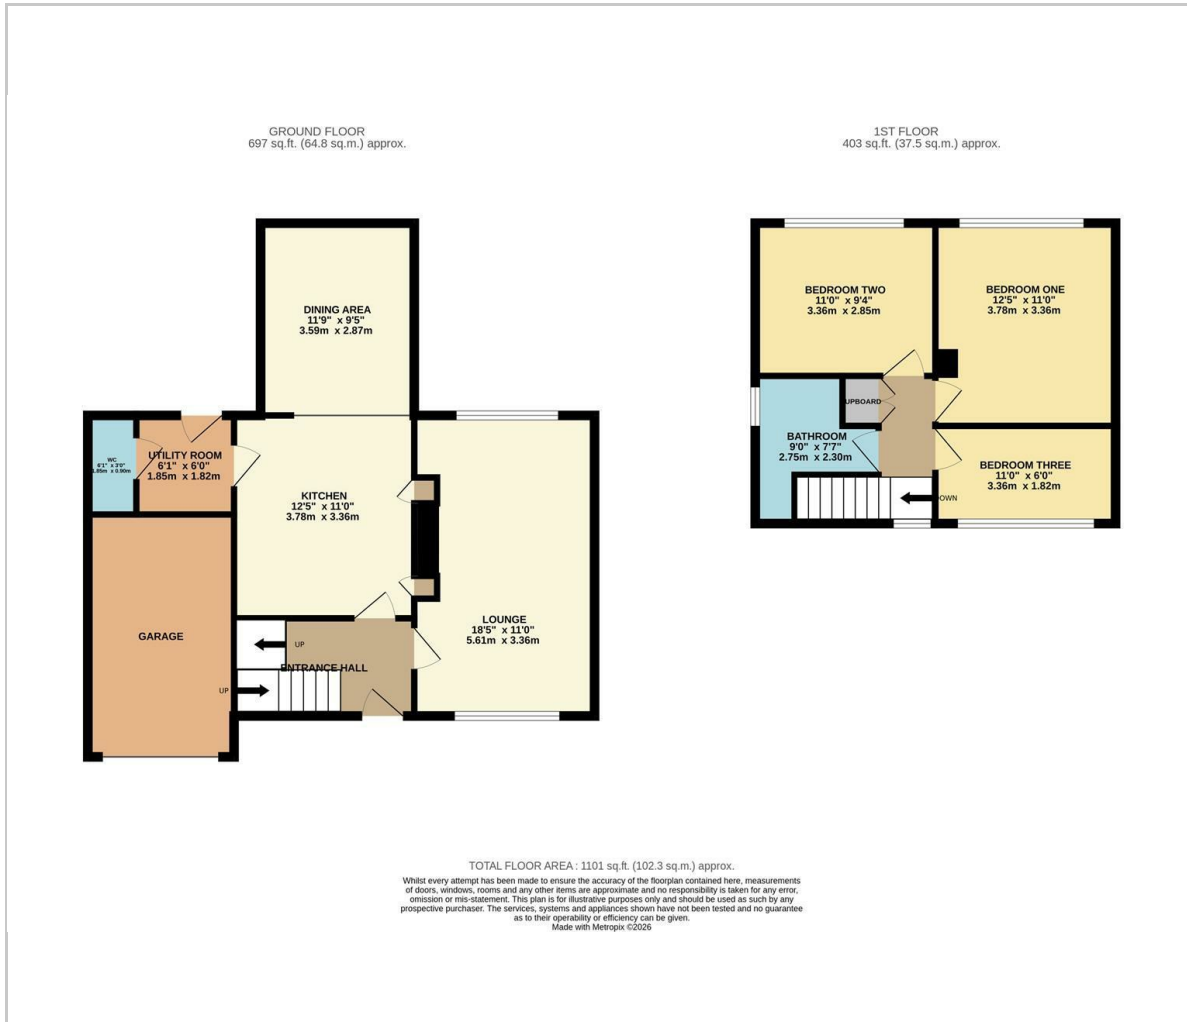 GROUND FLOOR
697 sq.ft. (64.8 sq.m.) approx.
1ST FLOOR
403 sq.ft. (37.5 sq.m.) approx.
DINING AREA
11'9" x 9'5"
3.59m x 2.87m
WC
6'1" x 3'0"
1.85m x 0.90m
UTILITY ROOM
6'1" x 6'0"
1.85m x 1.82m
KITCHEN
12'5" x 11'0"
3.78m x 3.36m
LOUNGE
18'5" x 11'0"
5.61m x 3.36m
GARAGE
UP
ENTRANCE HALL
UP
BEDROOM TWO
11'0" x 9'4"
3.36m x 2.85m
BEDROOM ONE
12'5" x 11'0"
3.78m x 3.36m
UPBOARD
BATHROOM
9'0" x 7'7"
2.75m x 2.30m
BEDROOM THREE
11'0" x 6'0"
3.36m x 1.82m
OWN
TOTAL FLOOR AREA : 1101 sq.ft. (102.3 sq.m.) approx.
Whilst every attempt has been made to ensure the accuracy of the floorplan contained here, measurements
of doors, windows, rooms and any other items are approximate and no responsibility is taken for any error,
omission or mis-statement. This plan is for illustrative purposes only and should be used as such by any
prospective purchaser. The services, systems and appliances shown have not been tested and no guarantee
as to their operability or efficiency can be given.
Made with Metropix ©2026